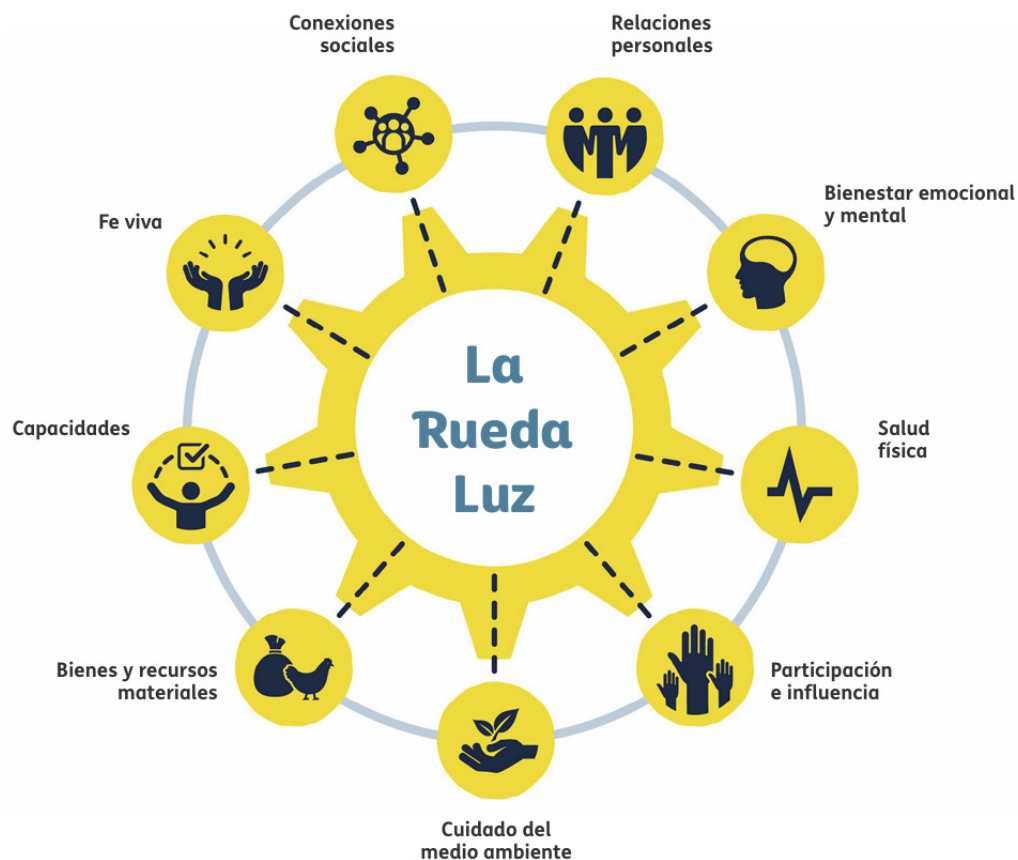 Conexiones
sociales
Relaciones
personales
Bienestar emocional
y mental
Fe viva
La
Rueda
Luz
Capacidades
Salud
física
Bienes y recursos
materiales
Participación
e influencia
Cuidado del
medio ambiente